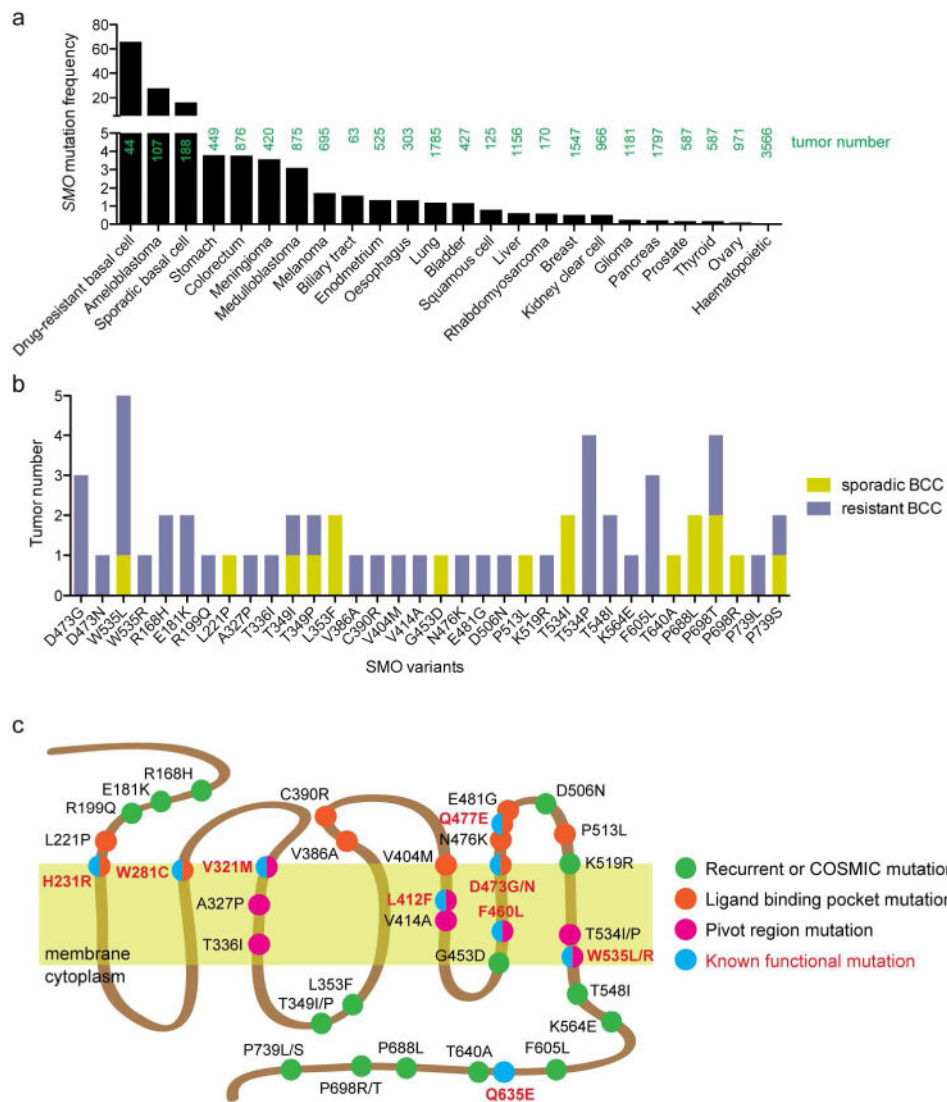 a
80
60
40
20
5
4
3
2
1
0
SMO mutation frequency
44
107
188
449
876
420
875
695
63
525
303
1785
427
125
1156
170
1547
966
1181
1797
587
587
971
3566
tumor number
Drug-resistant basal cell
Ameloblastoma
Sporadic basal cell
Stomach
Colorectum
Meningioma
Medulloblastoma
Melanoma
Biliary tract
Enodmetrium
Oesophagus
Lung
Bladder
Squamous cell
Liver
Rhabdomyosarcoma
Breast
Kidney clear cell
Glioma
Pancreas
Prostate
Thyroid
Ovary
Haematopoietic
b
5
4
3
2
1
0
Tumor number
sporadic BCC
resistant BCC
D473G
D473N
W535L
W535R
R168H
E181K
R199Q
L221P
A327P
T336I
T349I
T349P
L353F
V386A
C390R
V404M
V414A
G453D
N476K
E481G
D506N
P513L
K519R
T534I
T534P
T548I
K564E
F605L
T640A
P688L
P698T
P698R
P739L
P739S
SMO variants
c
R168H
E181K
R199Q
L221P
H231R
W281C
V321M
A327P
T336I
C390R
V386A
L353F
T349I/P
V404M
L412F
V414A
E481G
Q477E
N476K
D473G/N
F460L
G453D
D506N
P513L
K519R
T534I/P
W535L/R
T548I
K564E
F605L
T640A
Q635E
P688L
P698R/T
P739L/S
membrane
cytoplasm
Recurrent or COSMIC mutation
Ligand binding pocket mutation
Pivot region mutation
Known functional mutation